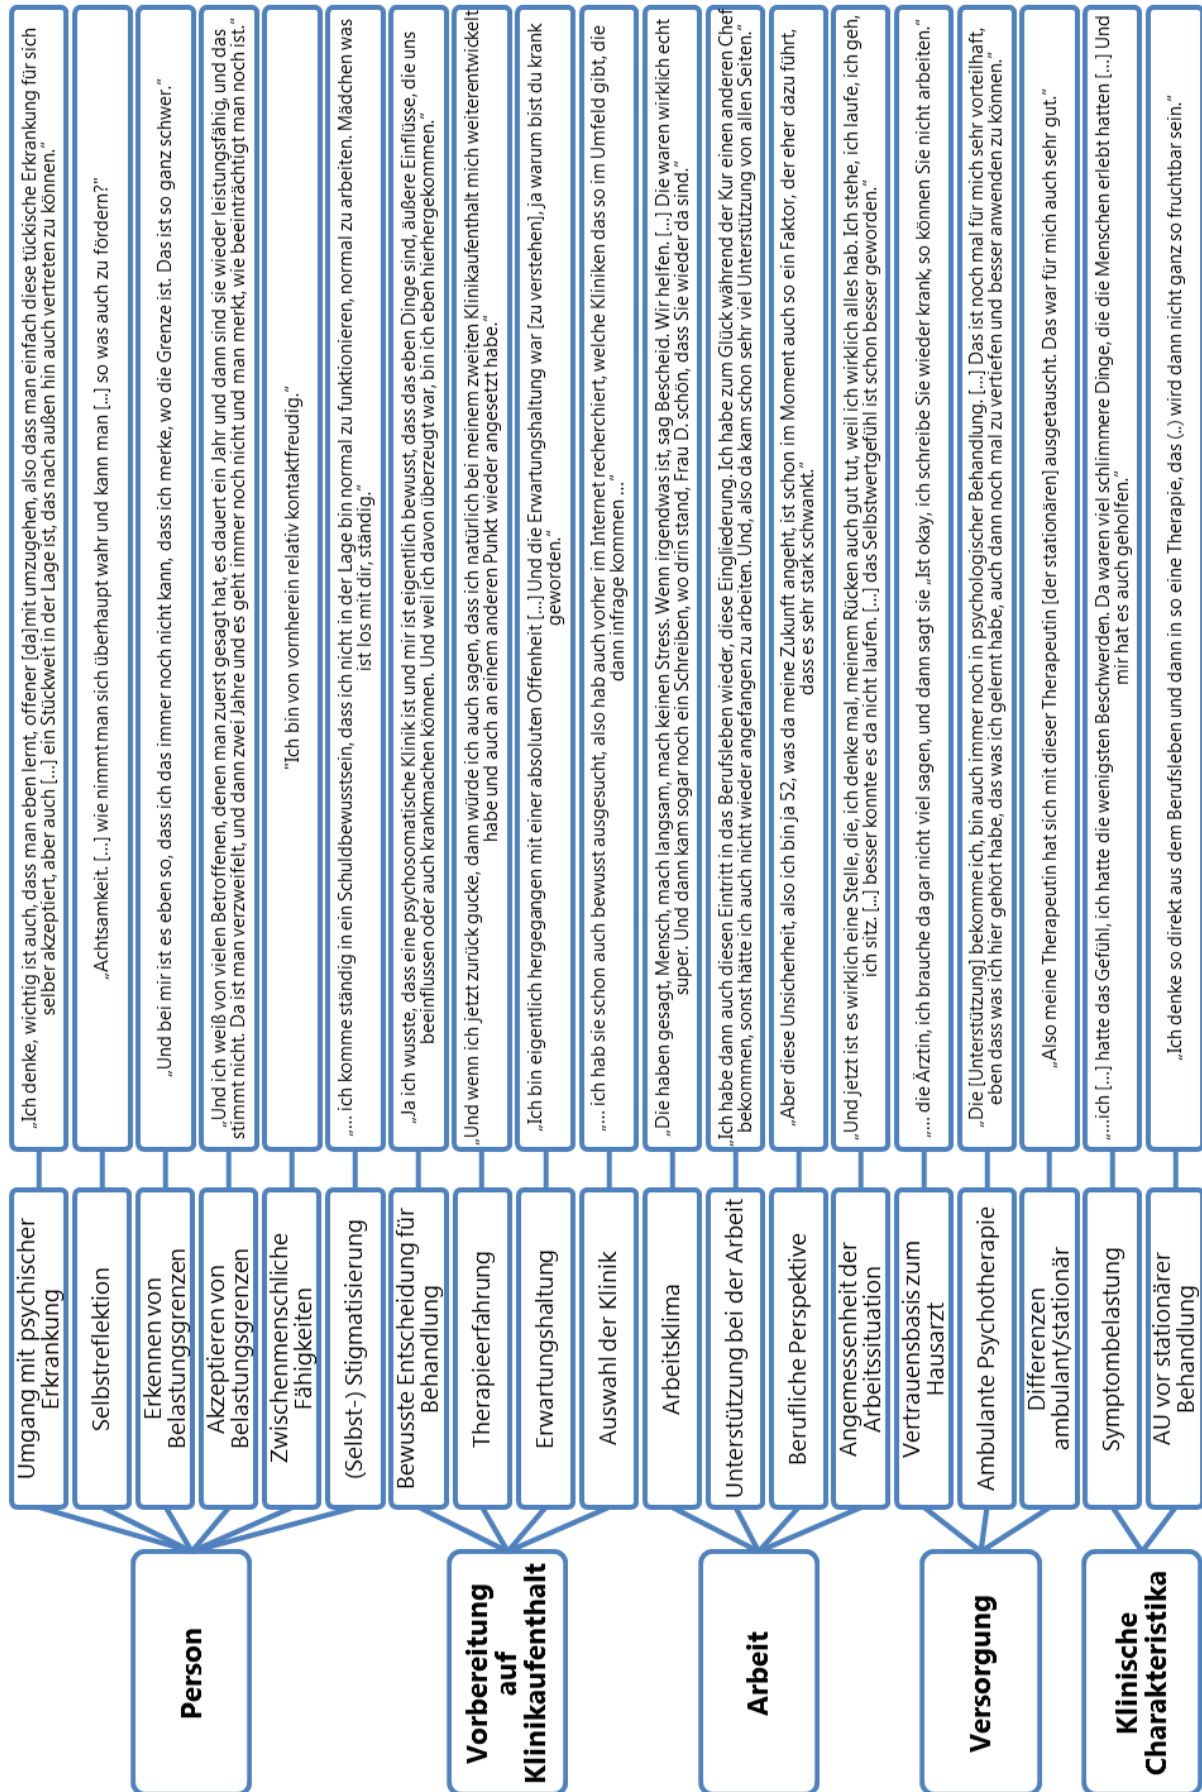 Person
Umgang mit psychischer
Erkrankung
„Ich denke, wichtig ist auch, dass man eben lernt, offener [da]mit umzugehen, also dass man einfach diese tückische Erkrankung für sich
selber akzeptiert, aber auch [...] ein Stückweit in der Lage ist, das nach außen hin auch vertreten zu können.“
Selbstreflektion
„Achtsamkeit. [...] wie nimmt man sich überhaupt wahr und kann man [...] so was auch zu fördern?"
Erkennen von
Belastungsgrenzen
„Und bei mir ist es eben so, dass ich das immer noch nicht kann, dass ich merke, wo die Grenze ist. Das ist so ganz schwer.“
Akzeptieren von
Belastungsgrenzen
„Und ich weiß von vielen Betroffenen, denen man zuerst gesagt hat, es dauert ein Jahr und dann sind sie wieder leistungsfähig, und das
stimmt nicht. Da ist man verzweifelt, und dann zwei Jahre und es geht immer noch nicht und man merkt, wie beeinträchtigt man noch ist.“
Zwischenmenschliche
Fähigkeiten
"Ich bin von vornherein relativ kontaktfreudig.“
(Selbst-) Stigmatisierung
„... ich komme ständig in ein Schuldbewusstsein, dass ich nicht in der Lage bin normal zu funktionieren, normal zu arbeiten. Mädchen was
ist los mit dir, ständig.“
Vorbereitung
auf
Klinikaufenthalt
Bewusste Entscheidung für
Behandlung
„Ja ich wusste, dass eine psychosomatische Klinik ist und mir ist eigentlich bewusst, dass das eben Dinge sind, äußere Einflüsse, die uns
beeinflussen oder auch krankmachen können. Und weil ich davon überzeugt war, bin ich eben hierhergekommen.“
Therapieerfahrung
„Und wenn ich jetzt zurück gucke, dann würde ich auch sagen, dass ich natürlich bei meinem zweiten Klinikaufenthalt mich weiterentwickelt
habe und auch an einem anderen Punkt wieder angesetzt habe.“
Erwartungshaltung
„Ich bin eigentlich hergegangen mit einer absoluten Offenheit [...] Und die Erwartungshaltung war [zu verstehen], ja warum bist du krank
geworden.“
Auswahl der Klinik
„... ich hab sie schon auch bewusst ausgesucht, also hab auch vorher im Internet recherchiert, welche Kliniken das so im Umfeld gibt, die
dann infrage kommen ...“
Arbeit
Arbeitsklima
„Die haben gesagt, Mensch, mach langsam, mach keinen Stress. Wenn irgendwas ist, sag Bescheid. Wir helfen. [...] Die waren wirklich echt
super. Und dann kam sogar noch ein Schreiben, wo drin stand, Frau D. schön, dass Sie wieder da sind.“
Unterstützung bei der Arbeit
„Ich habe dann auch diesen Eintritt in das Berufsleben wieder, diese Eingliederung. Ich habe zum Glück während der Kur einen anderen Chef
bekommen, sonst hätte ich auch nicht wieder angefangen zu arbeiten. Und, also da kam schon sehr viel Unterstützung von allen Seiten.“
Berufliche Perspektive
„Aber diese Unsicherheit, also ich bin ja 52, was da meine Zukunft angeht, ist schon im Moment auch so ein Faktor, der eher dazu führt,
dass es sehr stark schwankt.“
Angemessenheit der
Arbeitssituation
„Und jetzt ist es wirklich eine Stelle, die, ich denke mal, meinem Rücken auch gut tut, weil ich wirklich alles hab. Ich stehe, ich laufe, ich geh,
ich sitz. [...] besser konnte es da nicht laufen. [...] das Selbstwertgefühl ist schon besser geworden.“
Versorgung
Vertrauensbasis zum
Hausarzt
„... die Ärztin, ich brauche da gar nicht viel sagen, und dann sagt sie „Ist okay, ich schreibe Sie wieder krank, so können Sie nicht arbeiten.“
Ambulante Psychotherapie
„Die [Unterstützung] bekomme ich, bin auch immer noch in psychologischer Behandlung. [...] Das ist noch mal für mich sehr vorteilhaft,
eben dass was ich hier gehört habe, das was ich gelernt habe, auch dann noch mal zu vertiefen und besser anwenden zu können.“
Differenzen
ambulant/stationär
„Also meine Therapeutin hat sich mit dieser Therapeutin [der stationären] ausgetauscht. Das war für mich auch sehr gut.“
Klinische
Charakteristika
Symptombelastung
„...ich [...] hatte das Gefühl, ich hatte die wenigsten Beschwerden. Da waren viel schlimmere Dinge, die die Menschen erlebt hatten [...] Und
mir hat es auch geholfen.“
AU vor stationärer
Behandlung
„Ich denke so direkt aus dem Berufsleben und dann in so eine Therapie, das (..) wird dann nicht ganz so fruchtbar sein.“